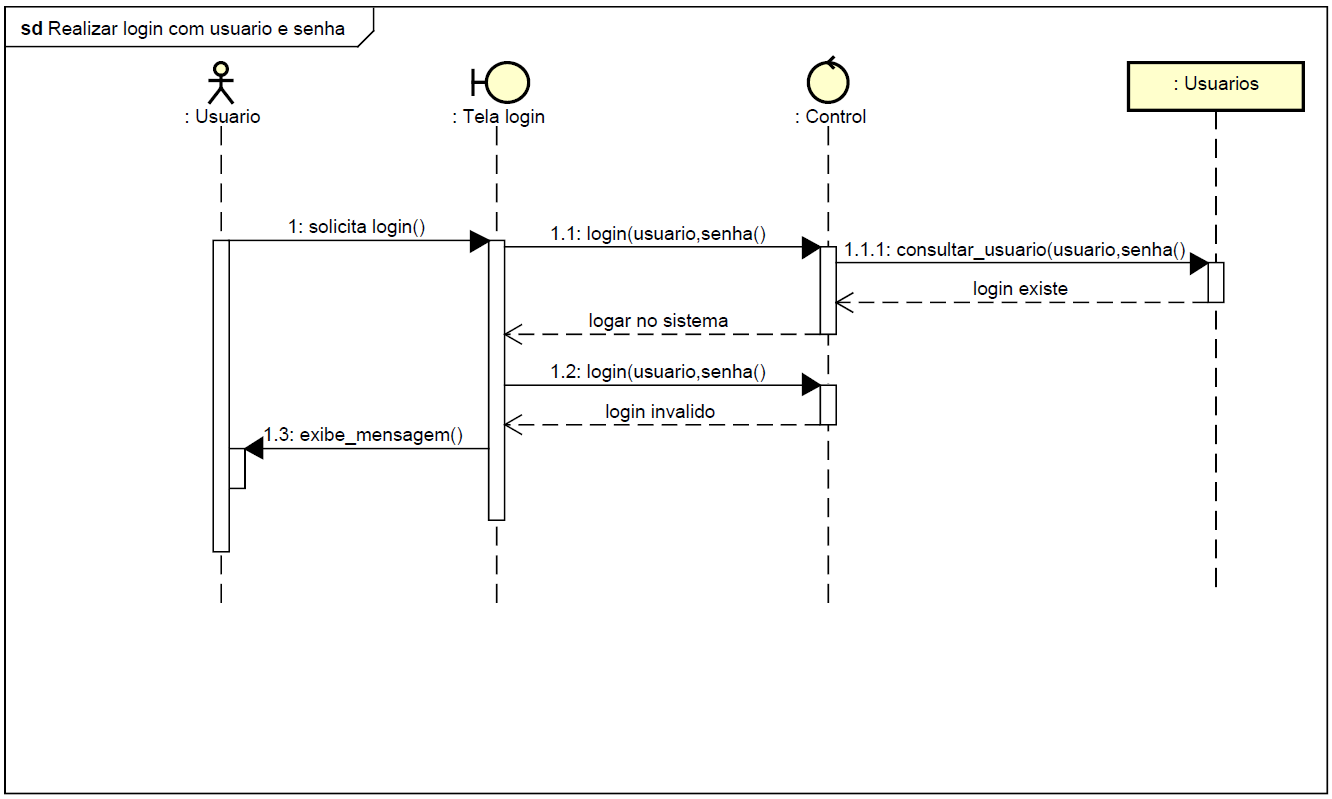 sd Realizar login com usuario e senha
: Usuario
: Tela login
: Control
: Usuarios
1: solicita login()
1.1: login(usuario,senha()
1.1.1: consultar_usuario(usuario,senha()
login existe
logar no sistema
1.2: login(usuario,senha()
login invalido
1.3: exibe_mensagem()